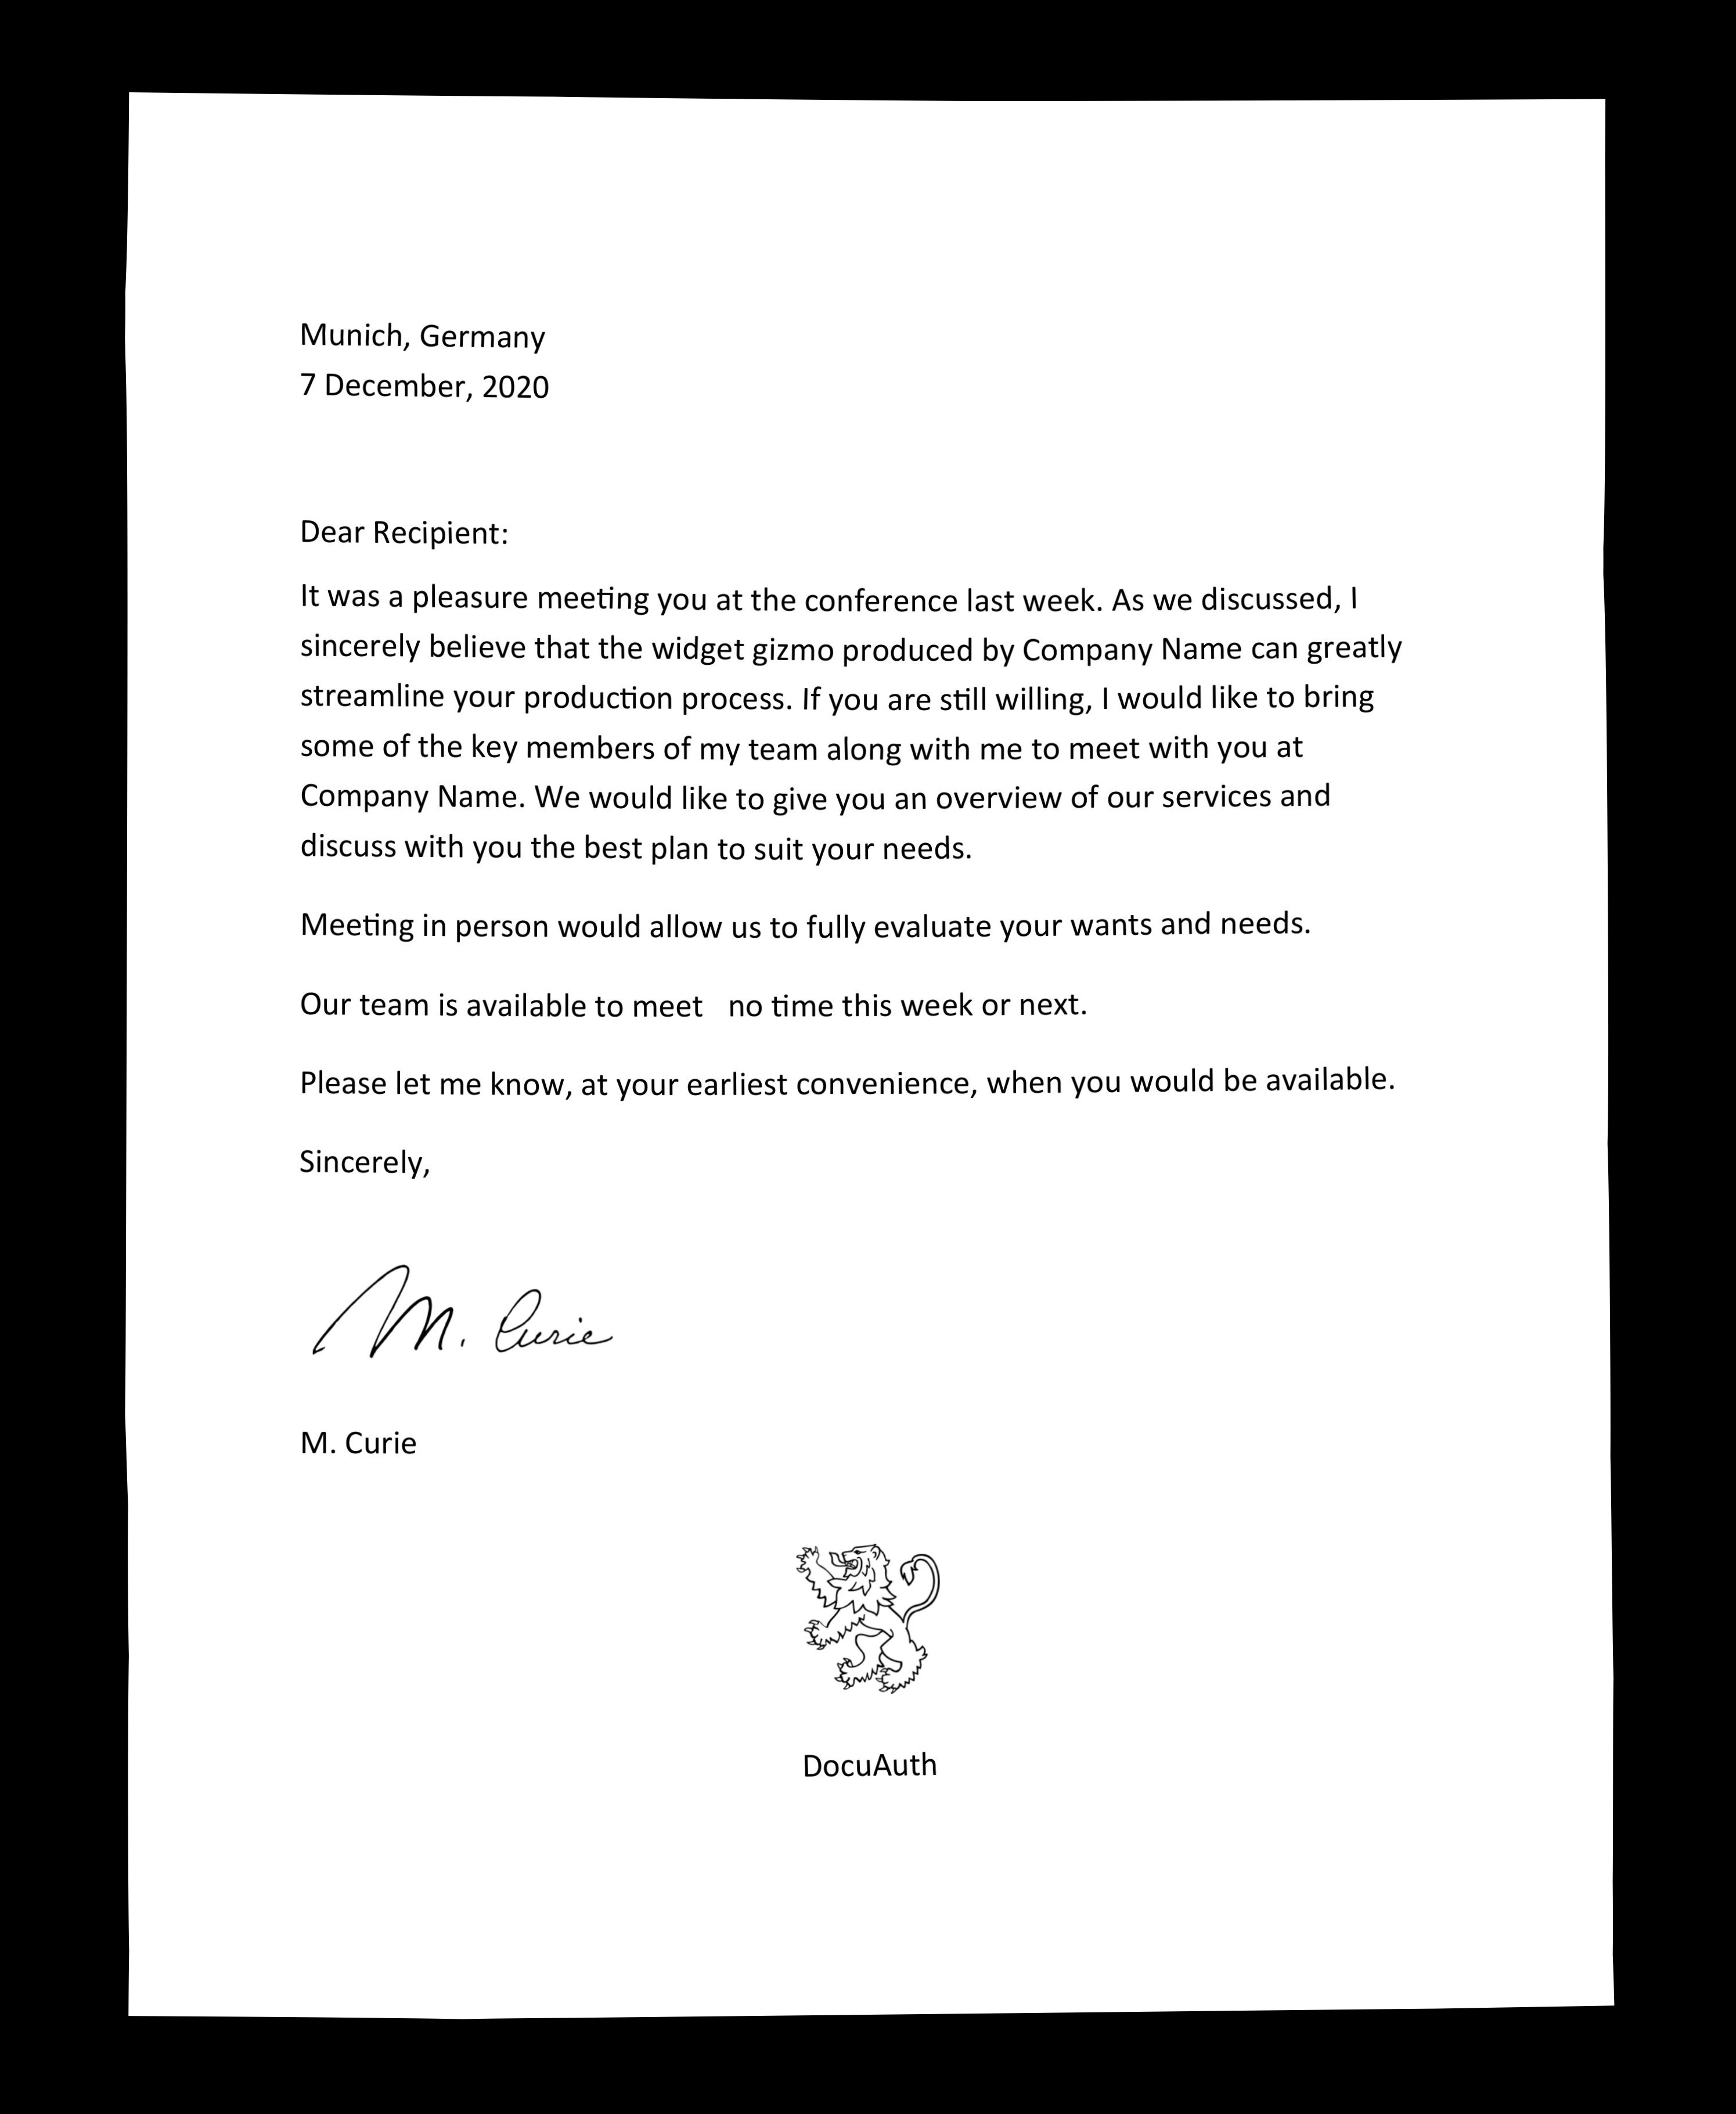 Munich, Germany
7 December, 2020
Dear Recipient:
It was a pleasure meeting you at the conference last week. As we discussed, I
sincerely believe that the widget gizmo produced by Company Name can greatly
streamline your production process. If you are still willing, I would like to bring
some of the key members of my team along with me to meet with you at
Company Name. We would like to give you an overview of our services and
discuss with you the best plan to suit your needs.
Meeting in person would allow us to fully evaluate your wants and needs.
Our team is available to meet no time this week or next.
Please let me know, at your earliest convenience, when you would be available.
Sincerely,
M. Curie
M. Curie
DocuAuth